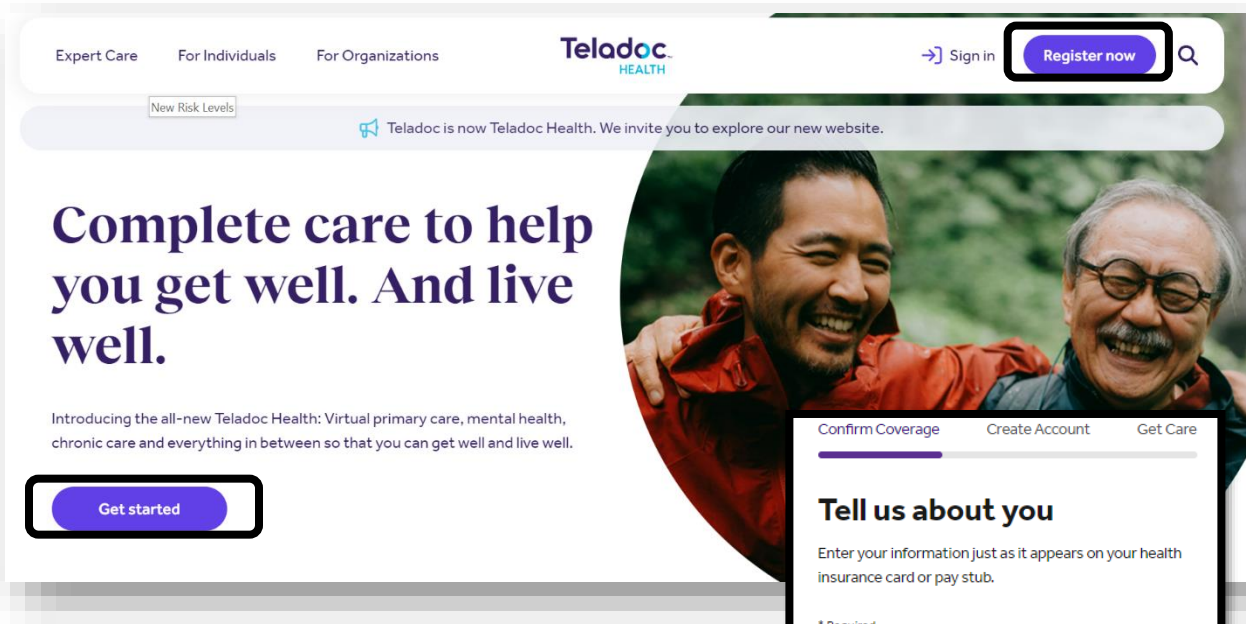 Expert Care For Individuals For Organizations Teladoc HEALTH Sign in Register now
New Risk Levels
Teladoc is now Teladoc Health. We invite you to explore our new website.
Complete care to help
you get well. And live
well.
Introducing the all-new Teladoc Health: Virtual primary care, mental health,
chronic care and everything in between so that you can get well and live well.
Get started
Confirm Coverage Create Account Get Care
Tell us about you
Enter your information just as it appears on your health
insurance card or pay stub.
* Required